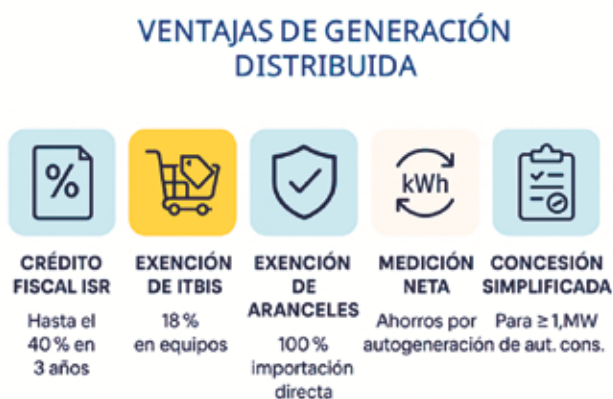 VENTAJAS DE GENERACIÓN
DISTRIBUIDA
%
kWh
CRÉDITO
FISCAL ISR
Hasta el
40 % en
3 años
EXENCIÓN
DE ITBIS
18 %
en equipos
EXENCIÓN
DE
ARANCELES
100 %
importación
directa
MEDICIÓN
NETA
Ahorros por
autogeneración
CONCESIÓN
SIMPLIFICADA
Para ≥ 1,MW
de aut. cons.